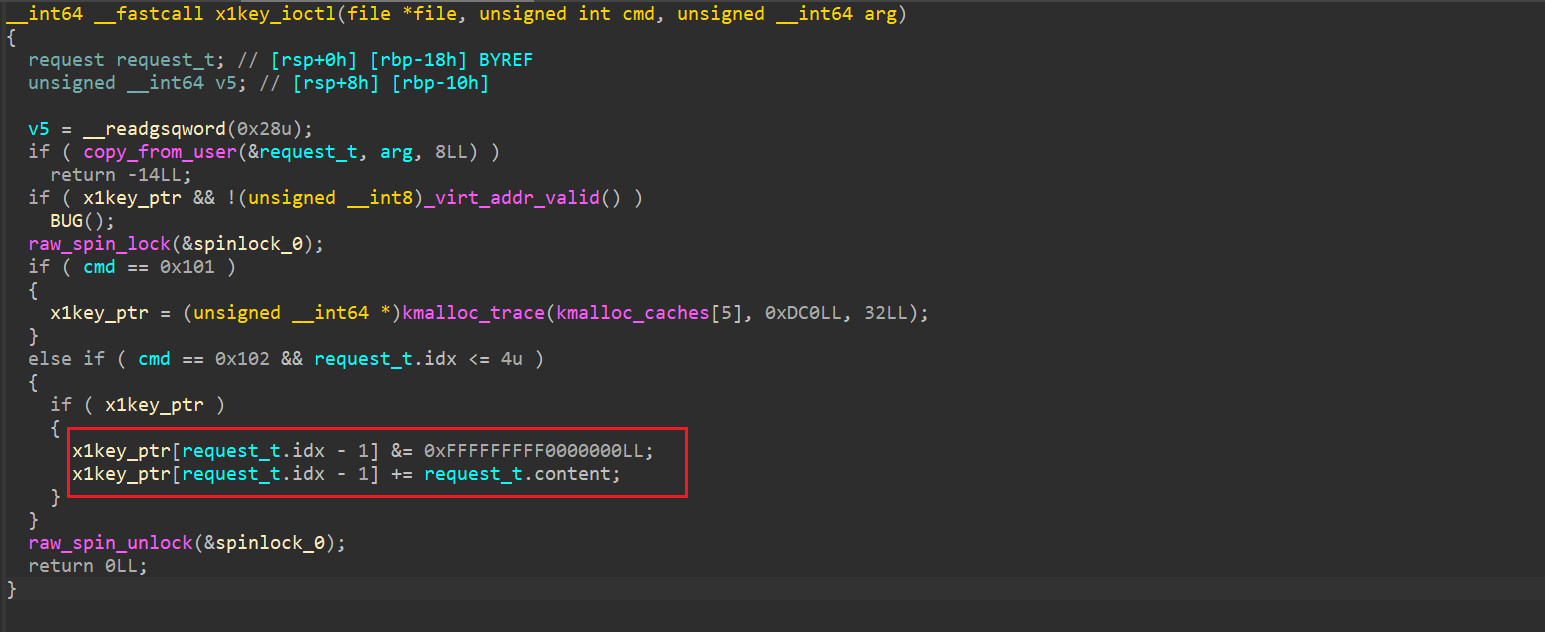 __int64 __fastcall x1key_ioctl(file *file, unsigned int cmd, unsigned __int64 arg)
{
  request request_t; // [rsp+0h] [rbp-18h] BYREF
  unsigned __int64 v5; // [rsp+8h] [rbp-10h]

  v5 = __readgsqword(0x28u);
  if ( copy_from_user(&request_t, arg, 8LL) )
    return -14LL;
  if ( x1key_ptr && !(unsigned __int8)_virt_addr_valid() )
    BUG();
  raw_spin_lock(&spinlock_0);
  if ( cmd == 0x101 )
  {
    x1key_ptr = (unsigned __int64 *)kmalloc_trace(kmalloc_caches[5], 0xDC0LL, 32LL);
  }
  else if ( cmd == 0x102 && request_t.idx <= 4u )
  {
    if ( x1key_ptr )
    {
      x1key_ptr[request_t.idx - 1] &= 0xFFFFFFFFF0000000LL;
      x1key_ptr[request_t.idx - 1] += request_t.content;
    }
  }
  raw_spin_unlock(&spinlock_0);
  return 0LL;
}